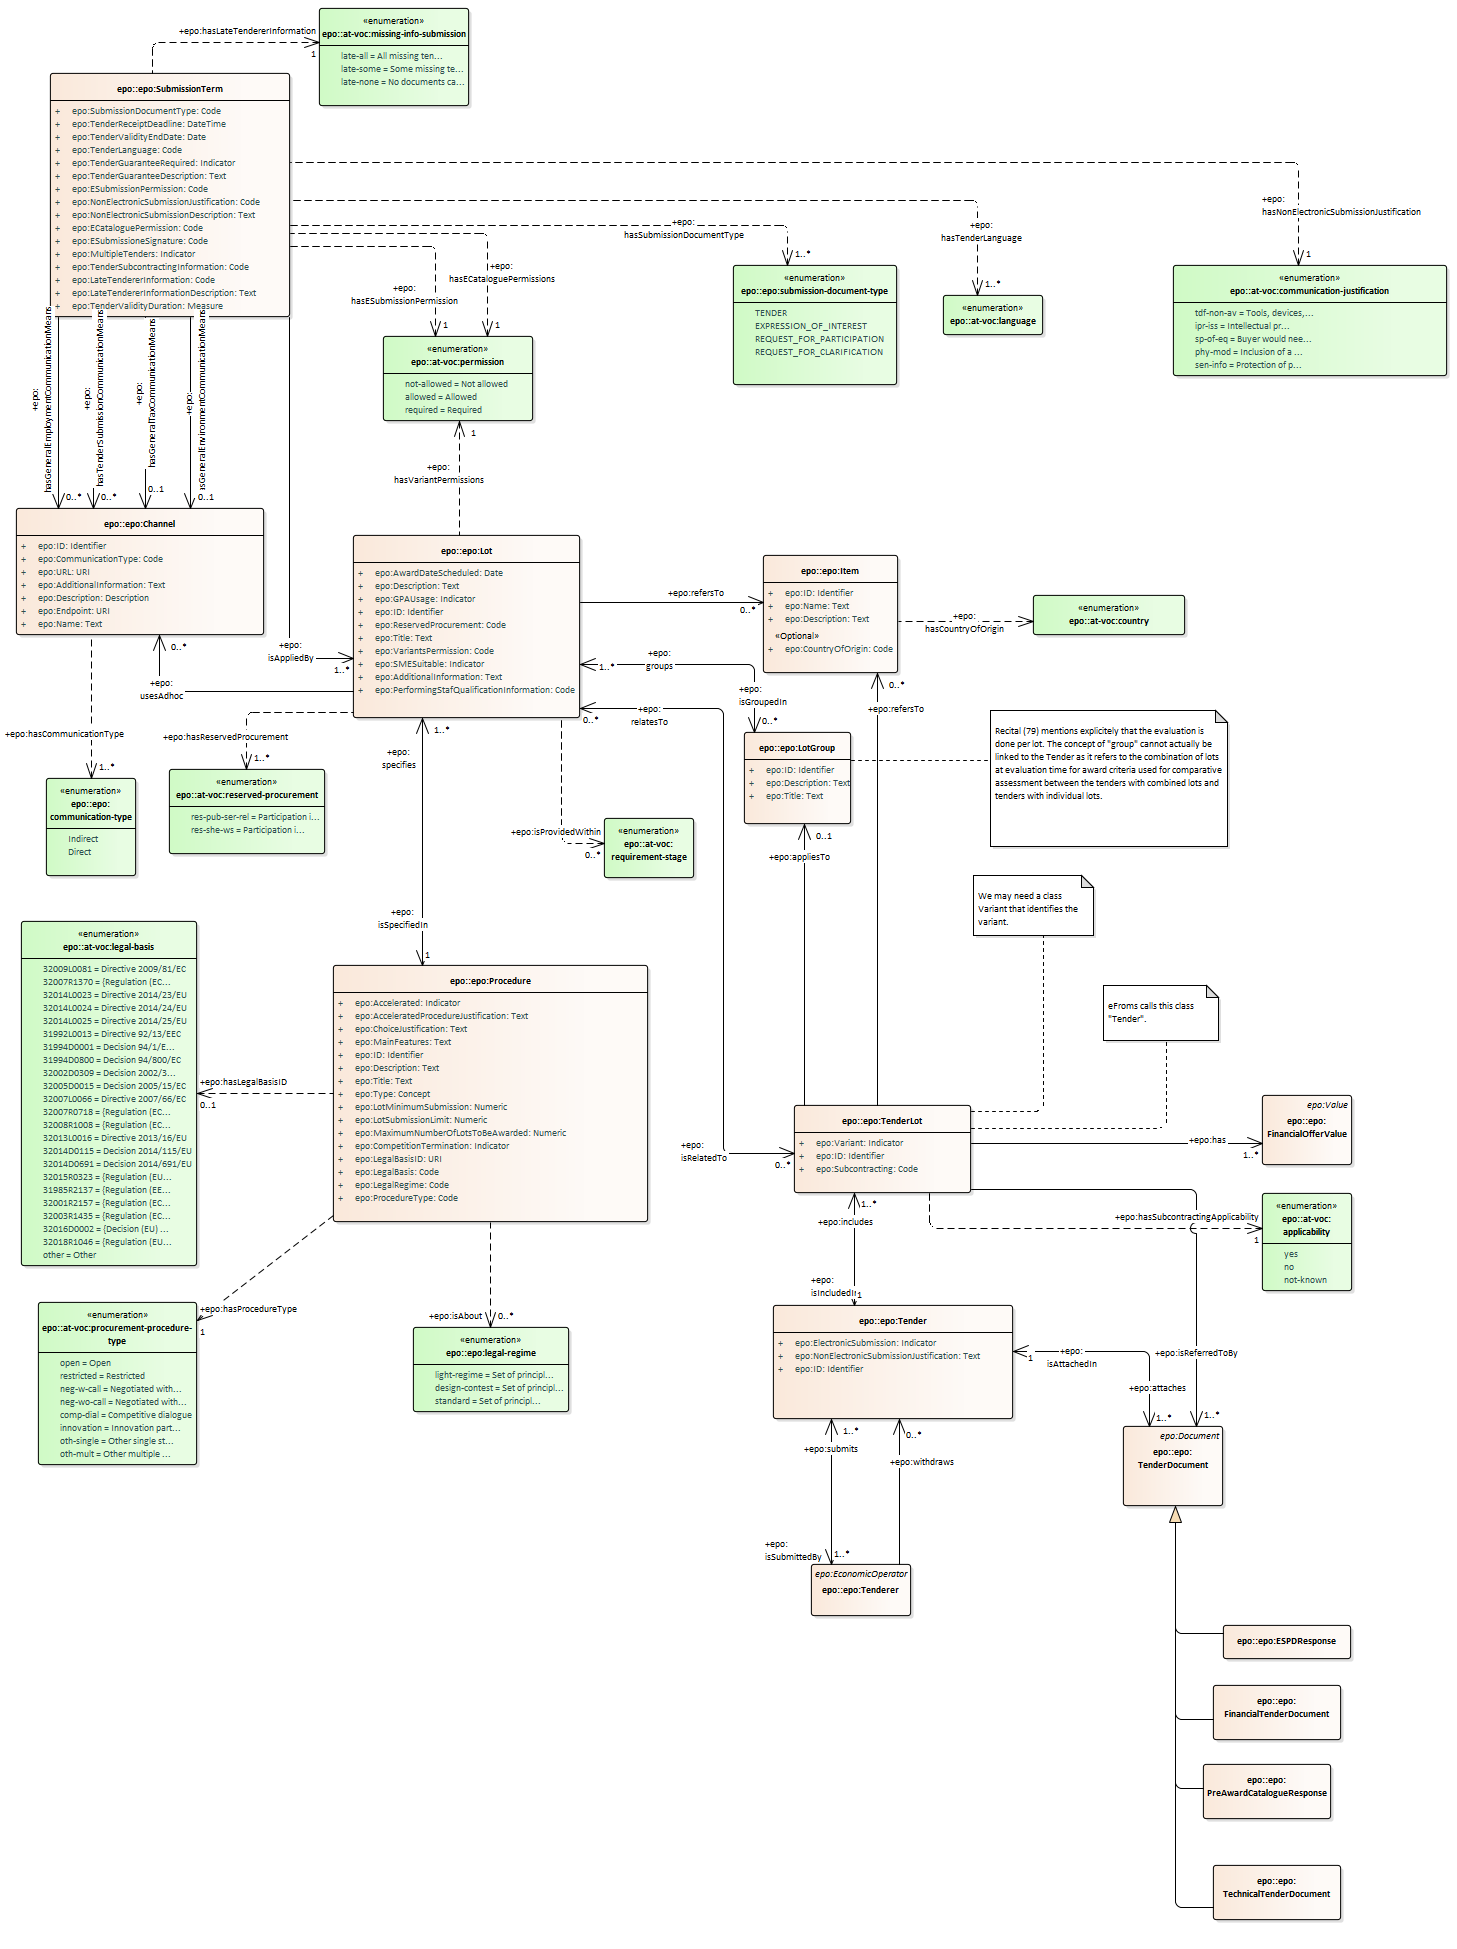 «enumeration»
epo::at-voc:missing-info-submission
late-all = All missing ten...
late-some = Some missing te...
late-none = No documents ca...
+epo:hasLateTendererInformation
1
epo::epo:SubmissionTerm
+ epo:SubmissionDocumentType: Code
+ epo:TenderReceiptDeadline: DateTime
+ epo:TenderValidityEndDate: Date
+ epo:TenderLanguage: Code
+ epo:TenderGuaranteeRequired: Indicator
+ epo:TenderGuaranteeDescription: Text
+ epo:ESubmissionPermission: Code
+ epo:NonElectronicSubmissionJustification: Code
+ epo:NonElectronicSubmissionDescription: Text
+ epo:ECataloguePermission: Code
+ epo:ESubmissioneSignature: Code
+ epo:MultipleTenders: Indicator
+ epo:TenderSubcontractingInformation: Code
+ epo:LateTendererInformation: Code
+ epo:LateTendererInformationDescription: Text
+ epo:TenderValidityDuration: Measure
+epo:
hasNonElectronicSubmissionJustification
1
+epo:
hasTenderLanguage
1..*
+epo:
hasSubmissionDocumentType
1..*
+epo:
hasECataloguePermissions
1
+epo:
hasESubmissionPermission
1
«enumeration»
epo::epo:submission-document-type
TENDER
EXPRESSION_OF_INTEREST
REQUEST_FOR_PARTICIPATION
REQUEST_FOR_CLARIFICATION
«enumeration»
epo::at-voc:language
«enumeration»
epo::at-voc:communication-justification
tdf-non-av = Tools, devices,...
ipr-iss = Intellectual pr...
sp-of-eq = Buyer would nee...
phy-mod = Inclusion of a ...
sen-info = Protection of p...
«enumeration»
epo::at-voc:permission
not-allowed = Not allowed
allowed = Allowed
required = Required
+epo:
hasGeneralEmploymentCommunicationMeans
0..*
+epo:
hasTenderSubmissionCommunicationMeans
0..*
+epo:
hasGeneralTaxCommunicationMeans
0..1
+epo:
hasGeneralEnvironmentCommunicationMeans
0..1
1
+epo:
hasVariantPermissions
epo::epo:Channel
+ epo:ID: Identifier
+ epo:CommunicationType: Code
+ epo:URL: URI
+ epo:AdditionalInformation: Text
+ epo:Description: Description
+ epo:Endpoint: URI
+ epo:Name: Text
epo::epo:Lot
+ epo:AwardDateScheduled: Date
+ epo:Description: Text
+ epo:GPAUsage: Indicator
+ epo:ID: Identifier
+ epo:ReservedProcurement: Code
+ epo:Title: Text
+ epo:VariantsPermission: Code
+ epo:SMESuitable: Indicator
+ epo:AdditionalInformation: Text
+ epo:PerformingStafQualificationInformation: Code
epo::epo:Item
+ epo:ID: Identifier
+ epo:Name: Text
+ epo:Description: Text
«Optional»
+ epo:CountryOfOrigin: Code
+epo:refersTo
0..*
+epo:
hasCountryOfOrigin
«enumeration»
epo::at-voc:country
+epo:
isAppliedBy
1..*
0..*
+epo:
usesAdhoc
+epo:
groups
1..*
+epo:
isGroupedIn
0..*
+epo:
relatesTo
0..*
0..*
+epo:refersTo
+epo:hasCommunicationType
1..*
+epo:hasReservedProcurement
1..*
1..*
+epo:
specifies
epo::epo:LotGroup
+ epo:ID: Identifier
+ epo:Description: Text
+ epo:Title: Text
Recital (79) mentions explicitly that the evaluation is
done per lot. The concept of "group" cannot actually be
linked to the Tender as it refers to the combination of lots
at evaluation time for award criteria used for comparative
assessment between the tenders with combined lots and
tenders with individual lots.
«enumeration»
epo::epo:
communication-type
Indirect
Direct
«enumeration»
epo::at-voc:reserved-procurement
res-pub-ser-rel = Participation i...
res-she-ws = Participation i...
+epo:isProvidedWithin
0..*
«enumeration»
epo::at-voc:
requirement-stage
0..1
+epo:appliesTo
We may need a class
Variant that identifies the
variant.
+epo:
isSpecifiedIn
1
«enumeration»
epo::at-voc:legal-basis
32009L0081 = Directive 2009/81/EC
32007R1370 = {Regulation (EC...
32014L0023 = Directive 2014/23/EU
32014L0024 = Directive 2014/24/EU
32014L0025 = Directive 2014/25/EU
31992L0013 = Directive 92/13/EEC
31994D0001 = Decision 94/1/E...
31994D0800 = Decision 94/800/EC
32002D0309 = Decision 2002/3...
32005D0015 = Decision 2005/15/EC
32007L0066 = Directive 2007/66/EC
32007R0718 = {Regulation (EC...
32008R1008 = {Regulation (EC...
32013L0016 = Directive 2013/16/EU
32014D0115 = Decision 2014/115/EU
32014D0691 = Decision 2014/691/EU
32015R0323 = {Regulation (EU...
31985R2137 = {Regulation (EE...
32001R2157 = {Regulation (EC...
32003R1435 = {Regulation (EC...
32016D0002 = {Decision (EU) ...
32018R1046 = {Regulation (EU...
other = Other
+epo:hasLegalBasisID
0..1
epo::epo:Procedure
+ epo:Accelerated: Indicator
+ epo:AcceleratedProcedureJustification: Text
+ epo:ChoiceJustification: Text
+ epo:MainFeatures: Text
+ epo:ID: Identifier
+ epo:Description: Text
+ epo:Title: Text
+ epo:Type: Concept
+ epo:LotMinimumSubmission: Numeric
+ epo:LotSubmissionLimit: Numeric
+ epo:MaximumNumberOfLotsToBeAwarded: Numeric
+ epo:CompetitionTermination: Indicator
+ epo:LegalBasisID: URI
+ epo:LegalBasis: Code
+ epo:LegalRegime: Code
+ epo:ProcedureType: Code
eFroms calls this class
"Tender".
epo::epo:TenderLot
+ epo:Variant: Indicator
+ epo:ID: Identifier
+ epo:Subcontracting: Code
+epo:
isRelatedTo
0..*
+epo:has
1..*
epo:Value
epo::epo:
FinancialOfferValue
+epo:hasSubcontractingApplicability
1
«enumeration»
epo::at-voc:
applicability
yes
no
not-known
1..*
+epo:includes
+epo:
isIncludedIn
1
+epo:hasProcedureType
1
«enumeration»
epo::at-voc:procurement-procedure-
type
open = Open
restricted = Restricted
neg-w-call = Negotiated with...
neg-wo-call = Negotiated with...
comp-dial = Competitive dialogue
innovation = Innovation part...
oth-single = Other single st...
oth-mult = Other multiple ...
+epo:isAbout
0..*
«enumeration»
epo::epo:legal-regime
light-regime = Set of principl...
design-contest = Set of principl...
standard = Set of principl...
epo::epo:Tender
+ epo:ElectronicSubmission: Indicator
+ epo:NonElectronicSubmissionJustification: Text
+ epo:ID: Identifier
1
+epo:
isAttachedIn
+epo:isReferredToBy
+epo:attaches
1..*
1..*
epo:Document
epo::epo:
TenderDocument
1..*
+epo:submits
0..*
+epo:withdraws
+epo:
isSubmittedBy
1..*
epo:EconomicOperator
epo::epo:Tenderer
epo::epo:ESPDResponse
epo::epo:
FinancialTenderDocument
epo::epo:
PreAwardCatalogueResponse
epo::epo:
TechnicalTenderDocument